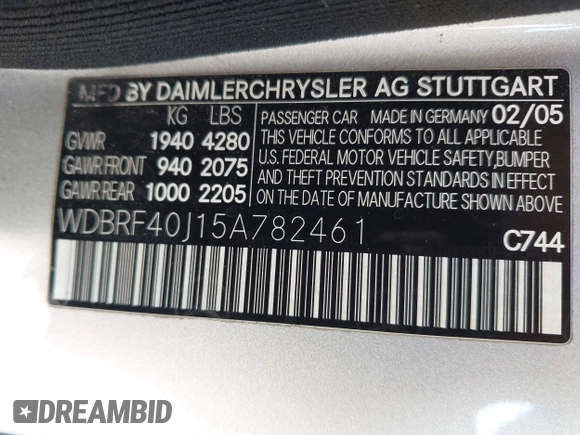 MFD BY DAIMLERCHRYSLER AG STUTTGART
KG LBS
GVWR 1940 4280
GAWR FRONT 940 2075
GAWR REAR 1000 2205
PASSENGER CAR MADE IN GERMANY 02/05
THIS VEHICLE CONFORMS TO ALL APPLICABLE
U.S. FEDERAL MOTOR VEHICLE SAFETY, BUMPER
AND THEFT PREVENTION STANDARDS IN EFFECT
ON THE DATE OF MANUFACTURE SHOWN ABOVE.
WDBRF40J15A782461
C744
DREAMBID